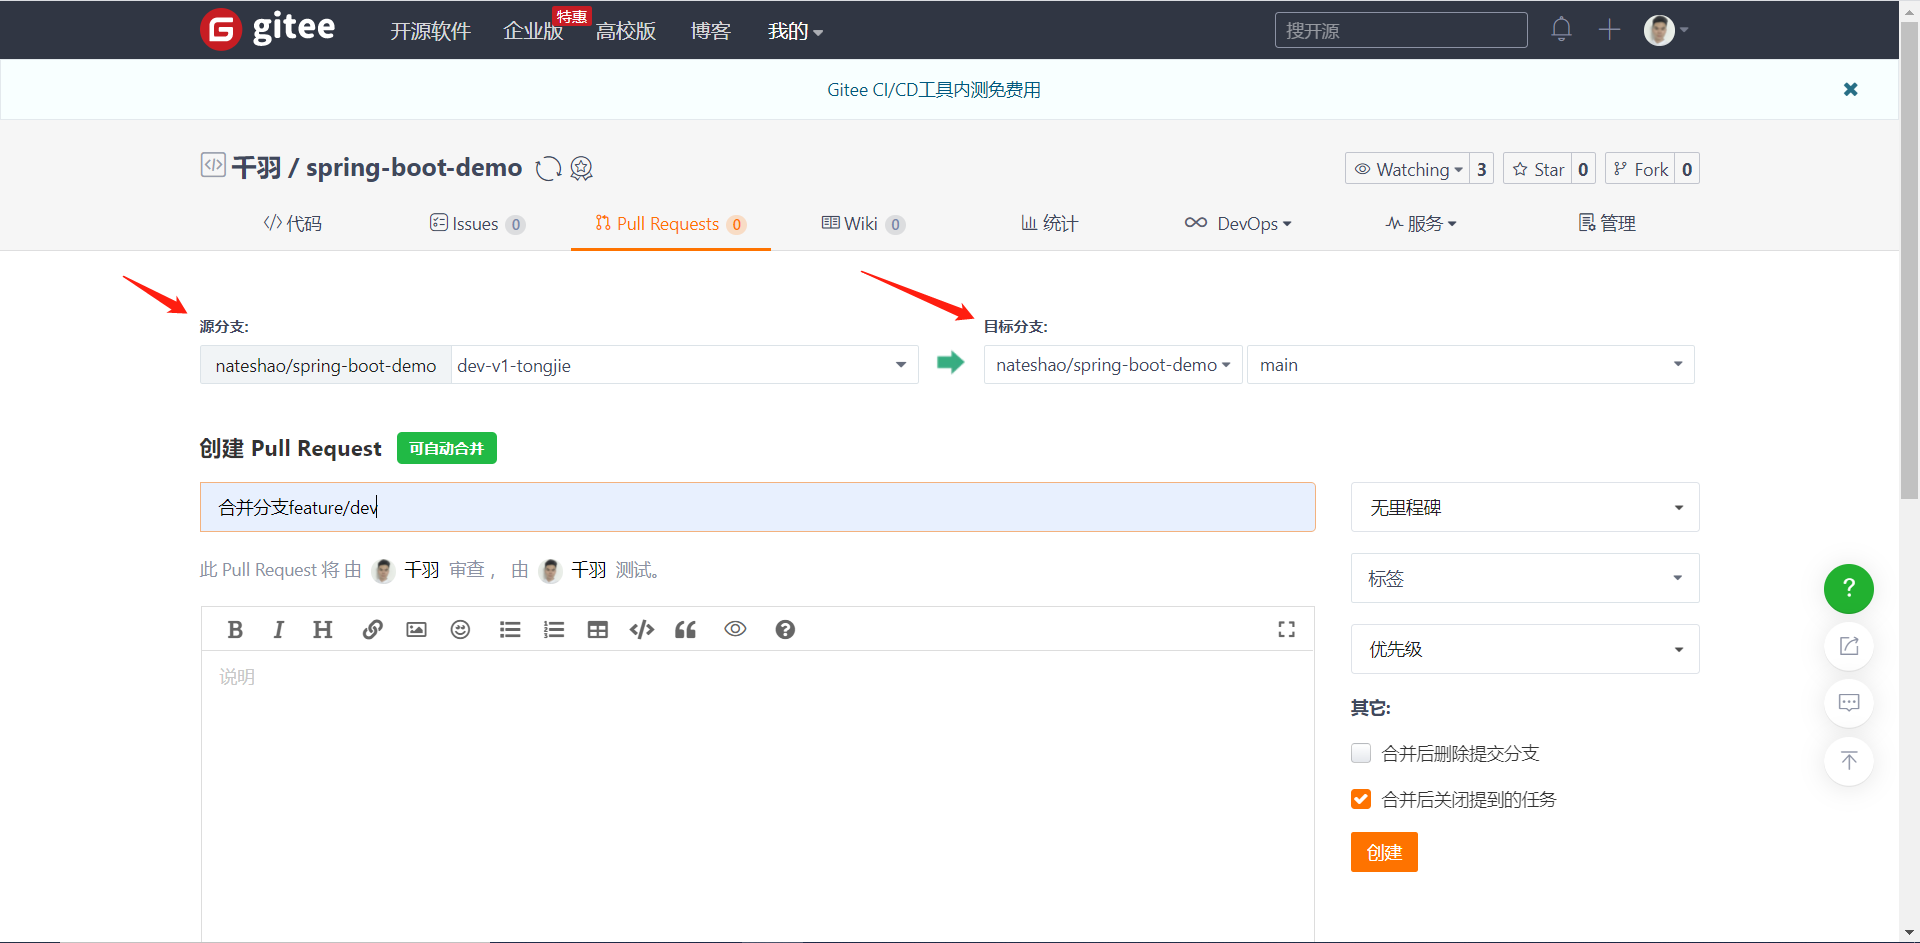 gitee 开源软件 企业版 特惠 高校版 博客 我的 搜开源
Gitee CI/CD工具内测免费用
千羽 / spring-boot-demo Watching 3 Star 0 Fork 0
代码 Issues 0 Pull Requests 0 Wiki 0 统计 DevOps 服务 管理
源分支: 目标分支:
nateshao/spring-boot-demo dev-v1-tongjie nateshao/spring-boot-demo main
创建 Pull Request 可自动合并
合并分支feature/dev 无里程碑
此 Pull Request 将 由 千羽 审查， 由 千羽 测试。
标签
B I H
优先级
说明
其它:
合并后删除提交分支
合并后关闭提到的任务
创建